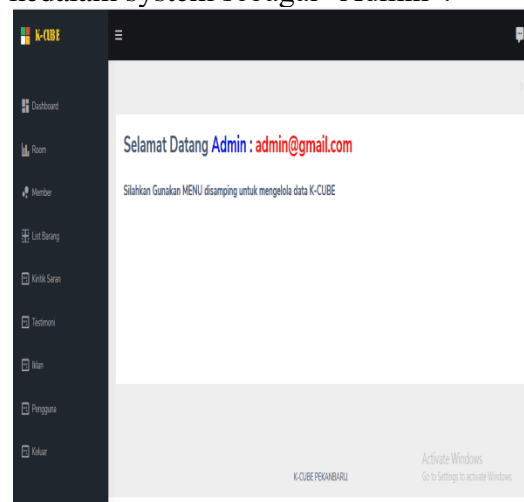 kedalam system sebagai "Admin".
K-CUBE
Dashboard
Room
Member
List Barang
Kiritik Saran
Testimoni
Iklan
Pengguna
Keluar
Selamat Datang Admin : admin@gmail.com
Silahkan Gunakan MENU disamping untuk mengelola data K-CUBE
K-CUBE PEKANBARU.
Activate Windows
Go to Settings to activate Windows.